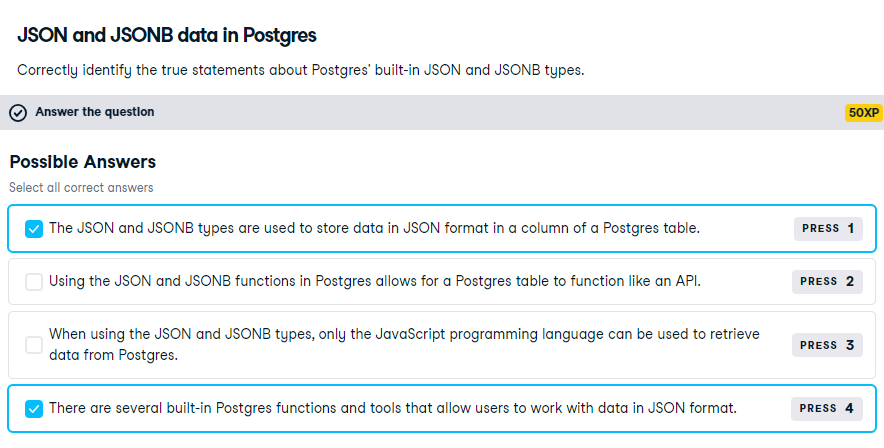 JSON and JSONB data in Postgres
Correctly identify the true statements about Postgres' built-in JSON and JSONB types.
Answer the question
50XP
Possible Answers
Select all correct answers
The JSON and JSONB types are used to store data in JSON format in a column of a Postgres table.
PRESS 1
Using the JSON and JSONB functions in Postgres allows for a Postgres table to function like an API.
PRESS 2
When using the JSON and JSONB types, only the JavaScript programming language can be used to retrieve
data from Postgres.
PRESS 3
There are several built-in Postgres functions and tools that allow users to work with data in JSON format.
PRESS 4